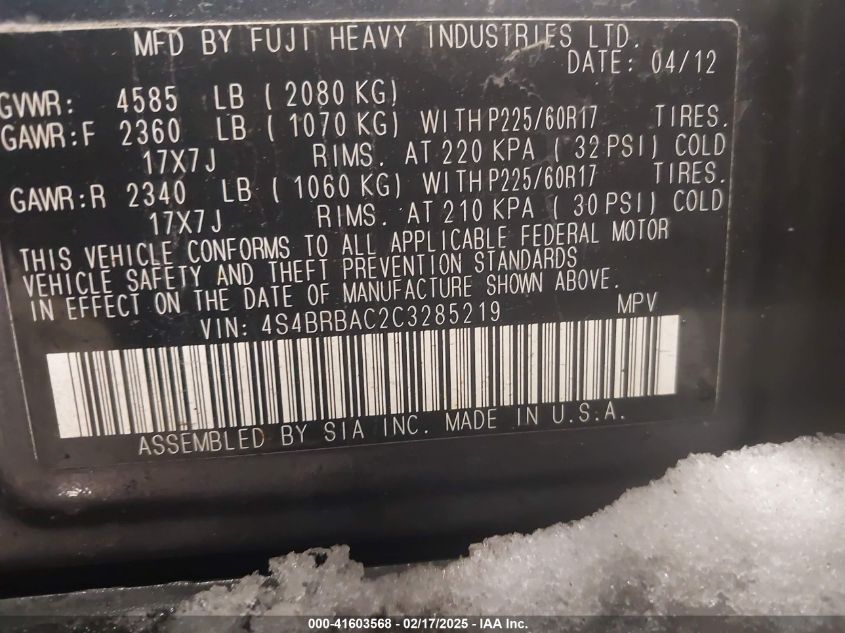 MFD BY FUJI HEAVY INDUSTRIES LTD.
DATE: 04/12
GVWR: 4585 LB ( 2080 KG)
GAWR:F 2360 LB ( 1070 KG) WITH P225/60R17 TIRES.
17X7J RIMS. AT 220 KPA ( 32 PSI) COLD
GAWR:R 2340 LB ( 1060 KG) WITH P225/60R17 TIRES.
17X7J RIMS. AT 210 KPA ( 30 PSI) COLD
THIS VEHICLE CONFORMS TO ALL APPLICABLE FEDERAL MOTOR
VEHICLE SAFETY AND THEFT PREVENTION STANDARDS
IN EFFECT ON THE DATE OF MANUFACTURE SHOWN ABOVE.
VIN: 4S4BRBAC2C3285219 MPV
ASSEMBLED BY SIA INC. MADE IN U.S.A.
000-41603568 - 02/17/2025 - IAA Inc.